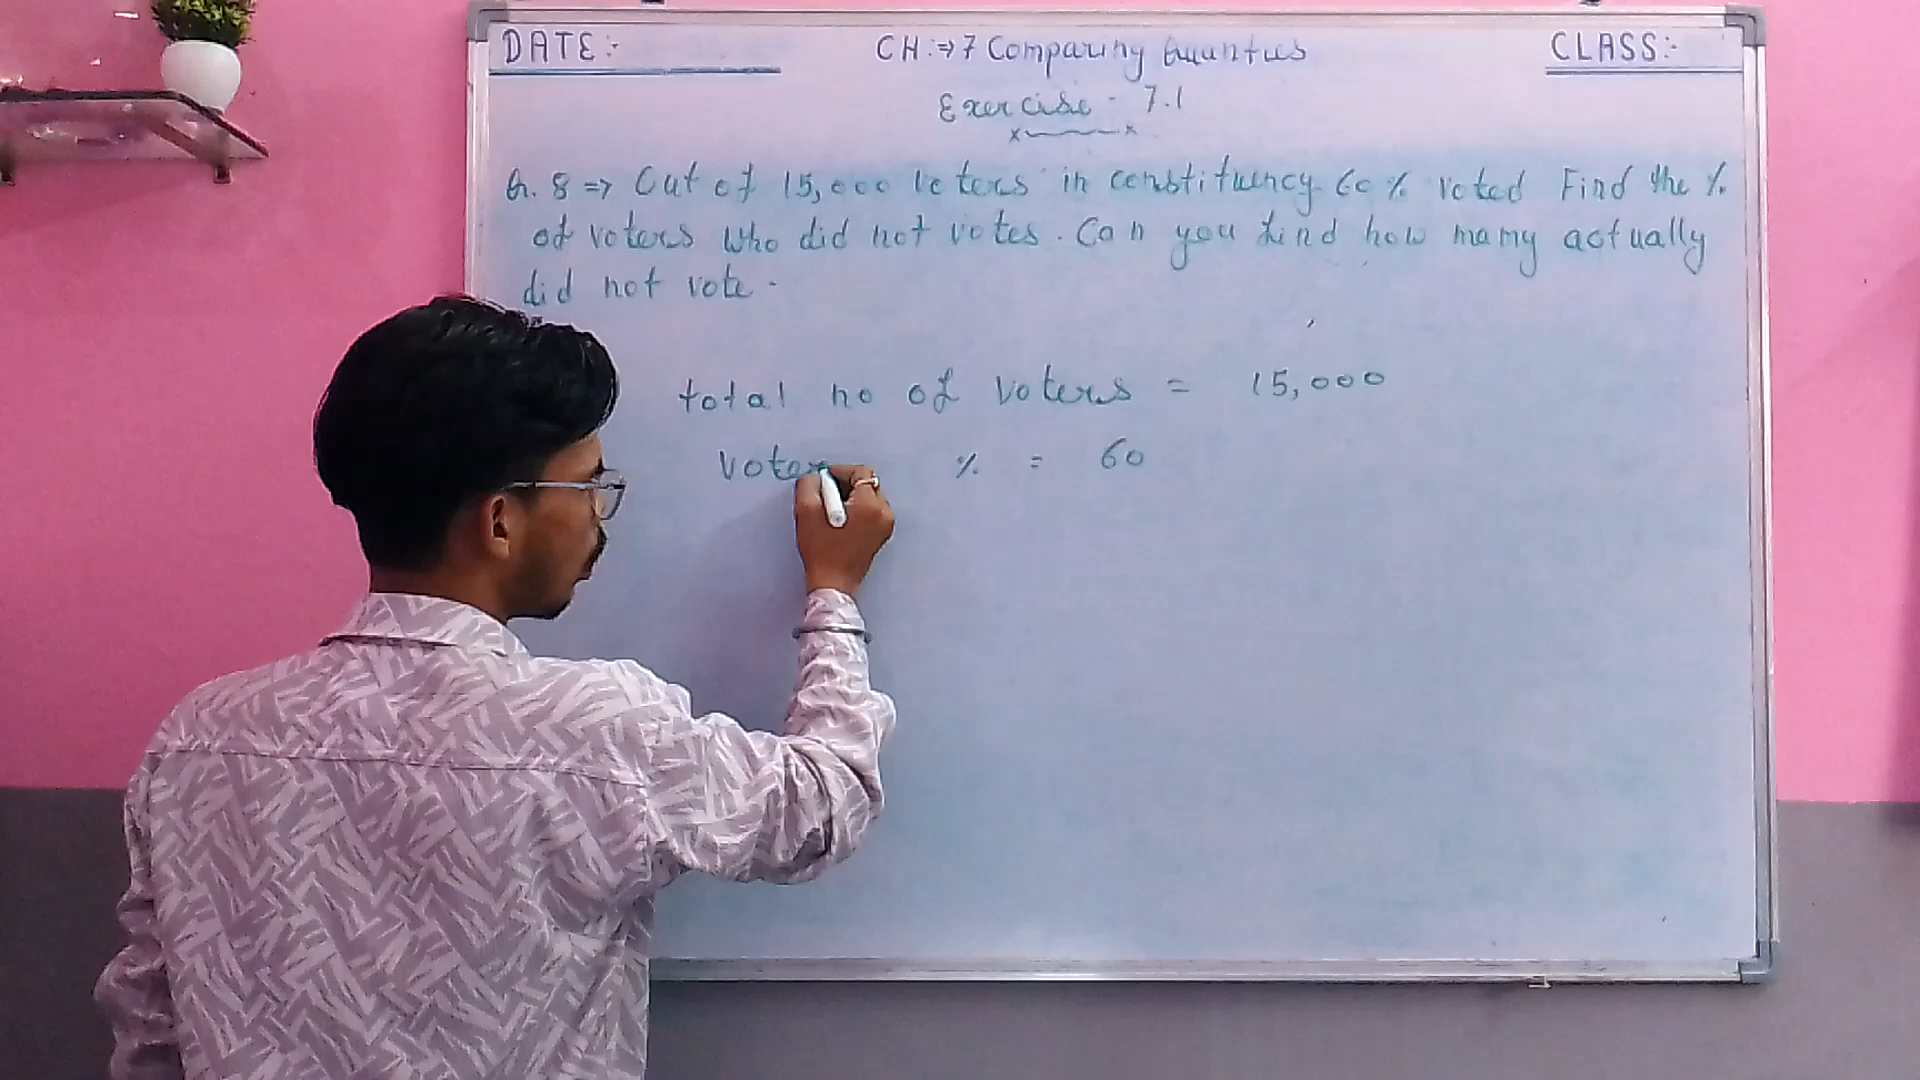 DATE:-
CH:⇒7 Comparing Quantities
CLASS:-
Exercise - 7.1
Q. 8 => Out of 15,000 voters in constituency 60 % voted Find the %
of voters who did not votes. Can you find how many actually
did not vote.
total no of voters = 15,000
voter % = 60